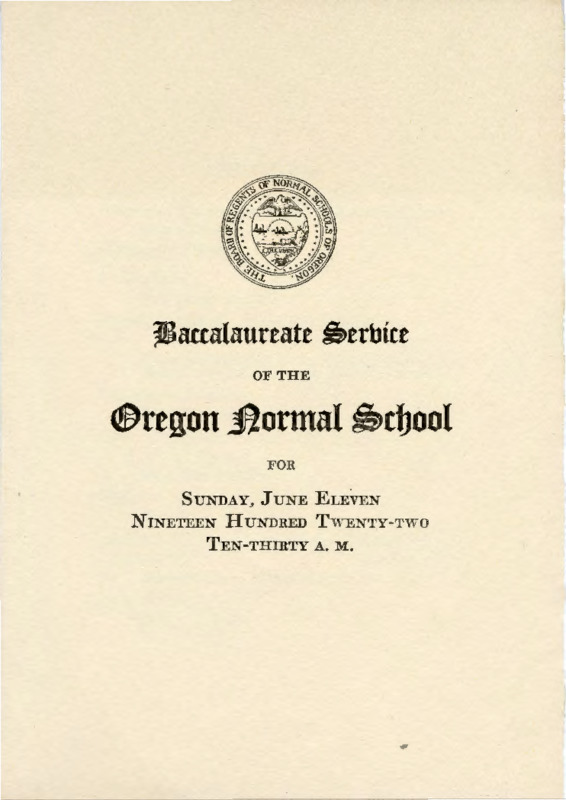 THE BOARD OF REGENTS OF NORMAL SCHOOLS OF OREGON.
Baccalaureate Service
OF THE
Oregon Normal School
FOR
SUNDAY, JUNE ELEVEN
NINETEEN HUNDRED TWENTY-TWO
TEN-THIRTY A. M.